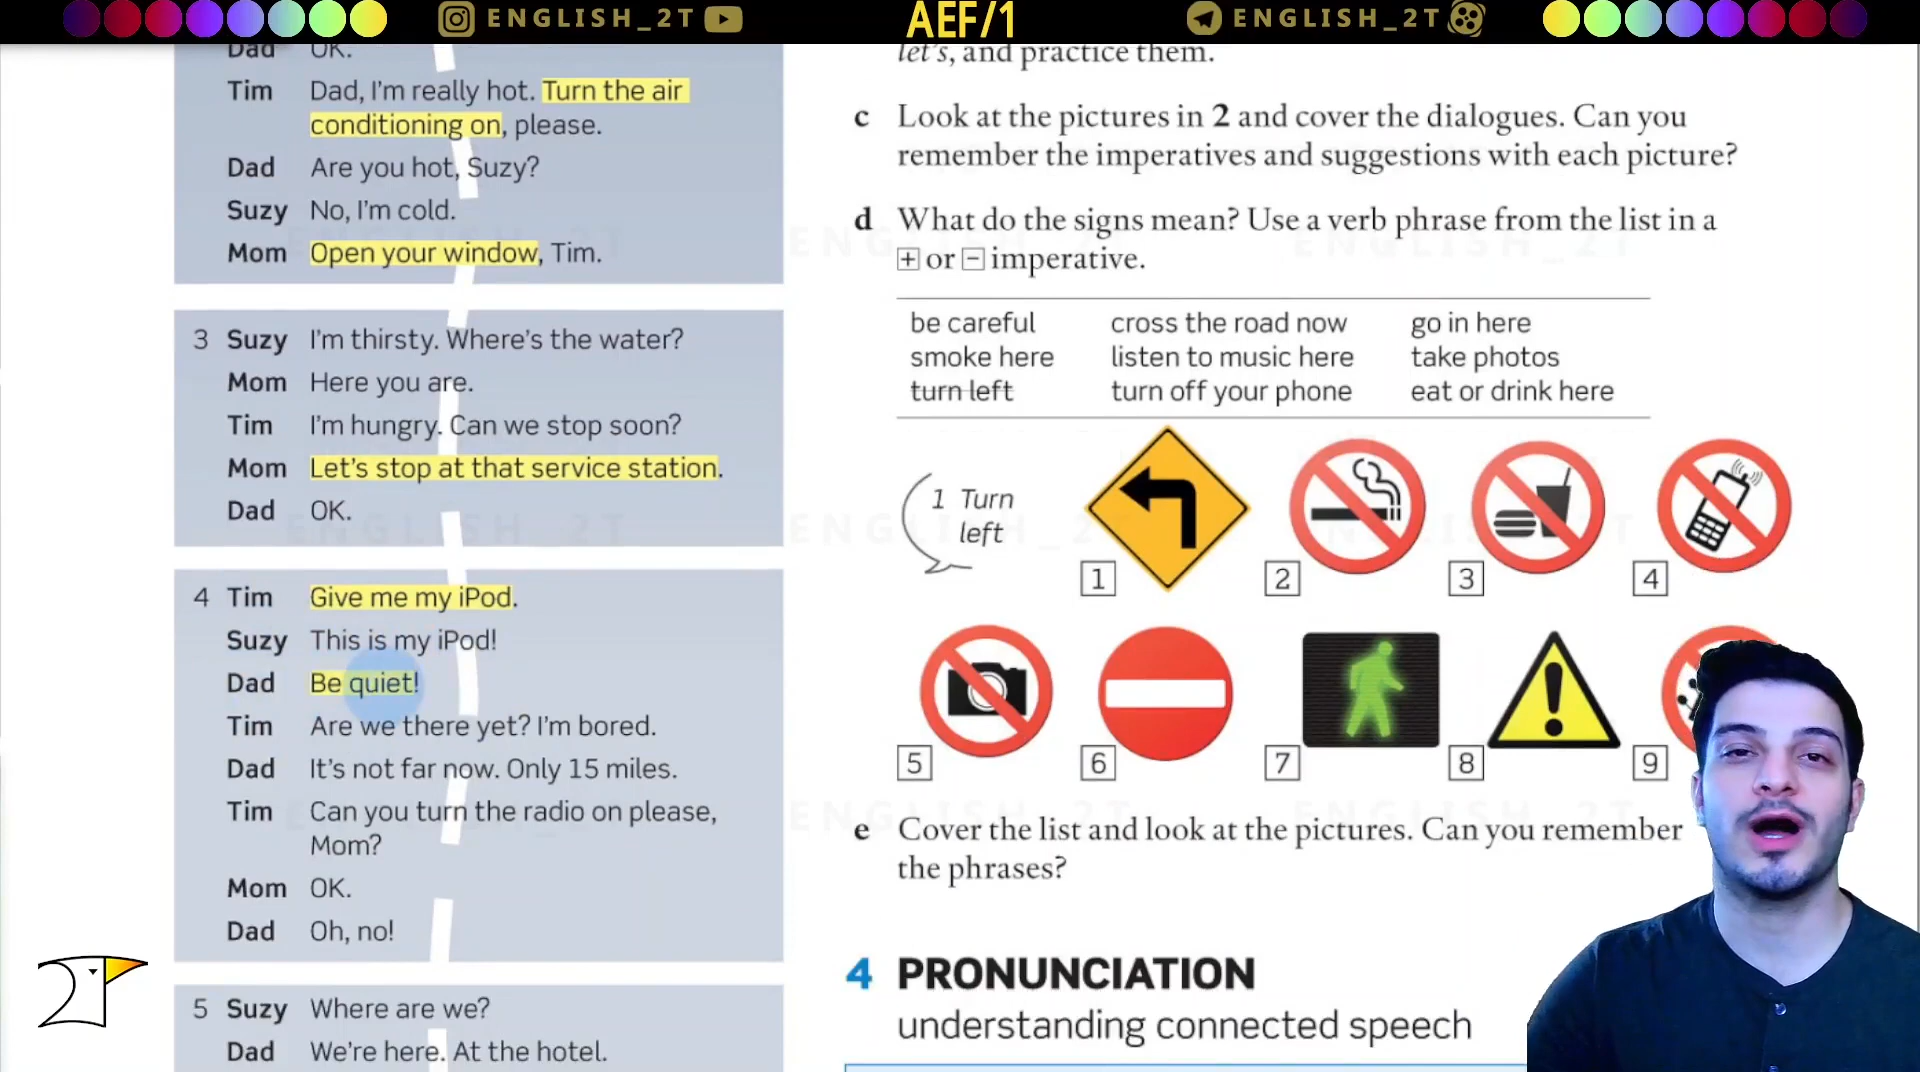 ENGLISH_2T
AEF/1
ENGLISH_2T
Dad OK.
Tim Dad, I'm really hot. Turn the air
conditioning on, please.
Dad Are you hot, Suzy?
Suzy No, I'm cold.
Mom Open your window, Tim.
3 Suzy I'm thirsty. Where's the water?
Mom Here you are.
Tim I'm hungry. Can we stop soon?
Mom Let's stop at that service station.
Dad OK.
4 Tim Give me my iPod.
Suzy This is my iPod!
Dad Be quiet!
Tim Are we there yet? I'm bored.
Dad It's not far now. Only 15 miles.
Tim Can you turn the radio on please,
Mom?
Mom OK.
Dad Oh, no!
5 Suzy Where are we?
Dad We're here. At the hotel.
let's, and practice them.
c Look at the pictures in 2 and cover the dialogues. Can you
remember the imperatives and suggestions with each picture?
d What do the signs mean? Use a verb phrase from the list in a
+ or − imperative.
be careful cross the road now go in here
smoke here listen to music here take photos
turn left turn off your phone eat or drink here
1 Turn
left
1 2 3 4
5 6 7 8 9
e Cover the list and look at the pictures. Can you remember
the phrases?
4 PRONUNCIATION
understanding connected speech